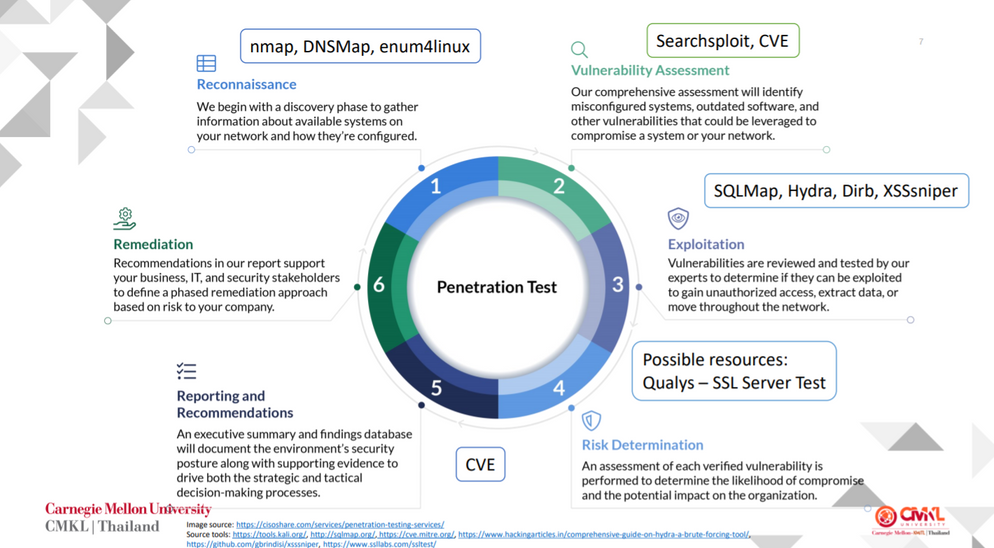 7
nmap, DNSMap, enum4linux
Reconnaissance
We begin with a discovery phase to gather
information about available systems on
your network and how they're configured.
Searchsploit, CVE
Vulnerability Assessment
Our comprehensive assessment will identify
misconfigured systems, outdated software, and
other vulnerabilities that could be leveraged to
compromise a system or your network.
SQLMap, Hydra, Dirb, XSSsniper
Exploitation
Vulnerabilities are reviewed and tested by our
experts to determine if they can be exploited
to gain unauthorized access, extract data, or
move throughout the network.
Possible resources:
Qualys – SSL Server Test
Risk Determination
An assessment of each verified vulnerability is
performed to determine the likelihood of compromise
and the potential impact on the organization.
CVE
Reporting and
Recommendations
An executive summary and findings database
will document the environment's security
posture along with supporting evidence to
drive both the strategic and tactical
decision-making processes.
Remediation
Recommendations in our report support
your business, IT, and security stakeholders
to define a phased remediation approach
based on risk to your company.
1
2
3
4
5
6
Penetration Test
Carnegie Mellon University
CMKL | Thailand
Image source: https://cisoshare.com/services/penetration-testing-services/
Source tools: https://tools.kali.org/, http://sqlmap.org/, https://cve.mitre.org/, https://www.hackingarticles.in/comprehensive-guide-on-hydra-a-brute-forcing-tool/,
https://github.com/gbrindisi/xsssniper, https://www.ssllabs.com/ssltest/
CMKL
UNIVERSITY
Carnegie Mellon · KMITL | Thailand